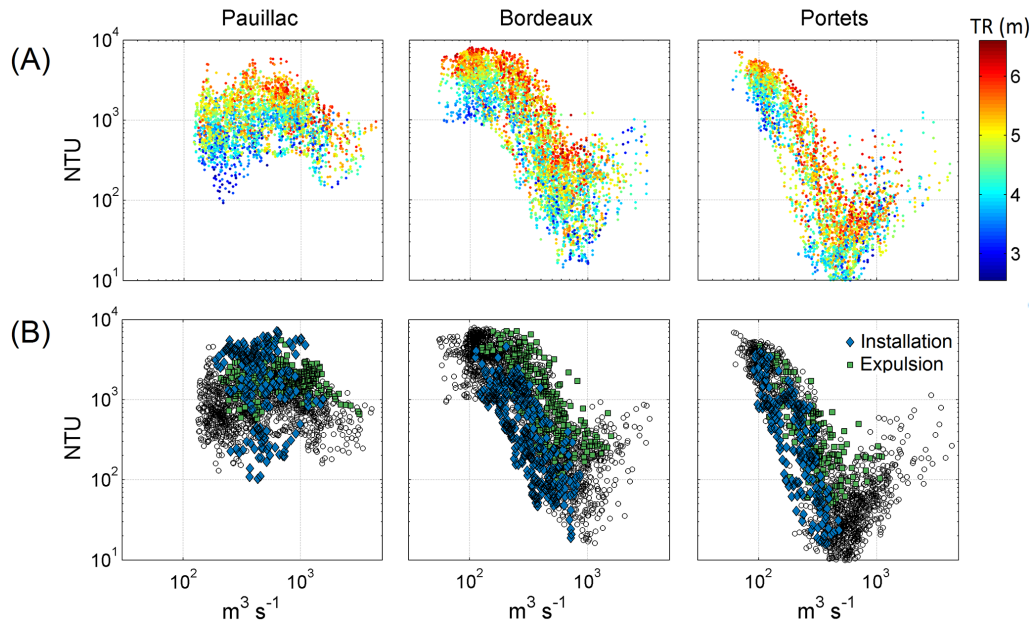 Pauillac Bordeaux Portets TR (m)
(A)
NTU
10⁴
10³
10²
10¹
6
5
4
3
(B)
NTU
10⁴
10³
10²
10¹
Installation
Expulsion
10² 10³ 10² 10³ 10² 10³
m³ s⁻¹ m³ s⁻¹ m³ s⁻¹